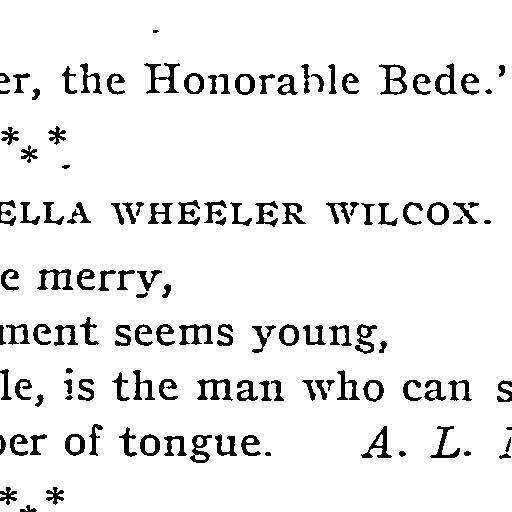 er, the Honorable Bede.'
***
ELLA WHEELER WILCOX.
e merry,
ment seems young,
le, is the man who can s
per of tongue. A. L.
***